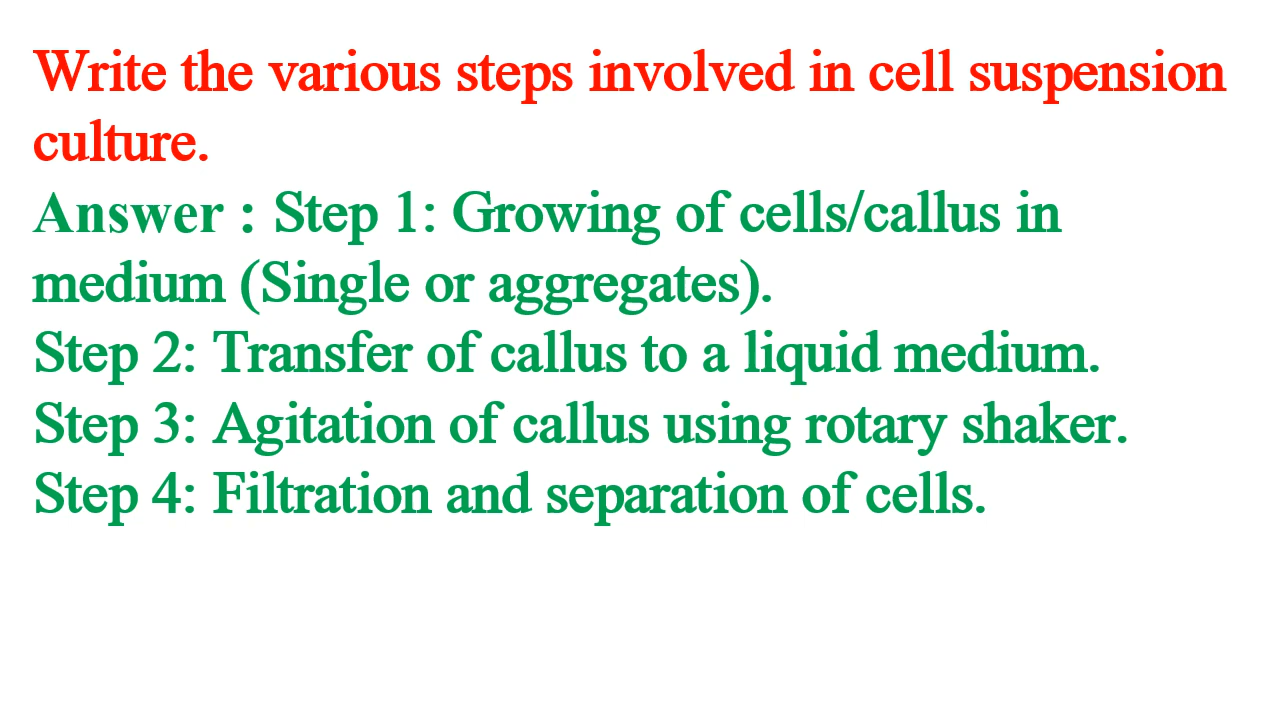 Write the various steps involved in cell suspension
culture.
Answer : Step 1: Growing of cells/callus in
medium (Single or aggregates).
Step 2: Transfer of callus to a liquid medium.
Step 3: Agitation of callus using rotary shaker.
Step 4: Filtration and separation of cells.